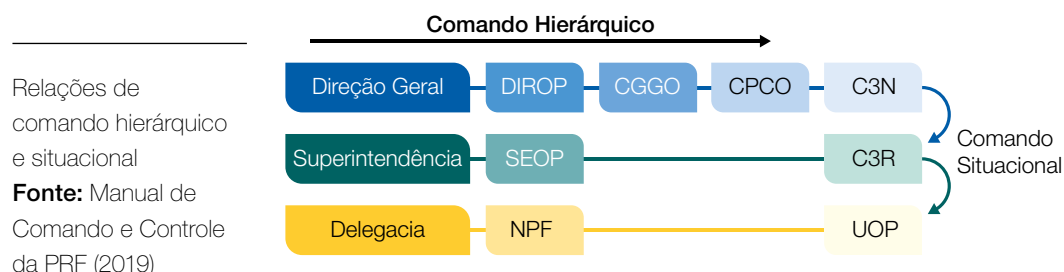 Comando Hierárquico
Relações de
comando hierárquico
e situacional
Fonte: Manual de
Comando e Controle
da PRF (2019)
Direção Geral DIROP CGGO CPCO C3N
Superintendência SEOP C3R
Delegacia NPF UOP
Comando
Situacional